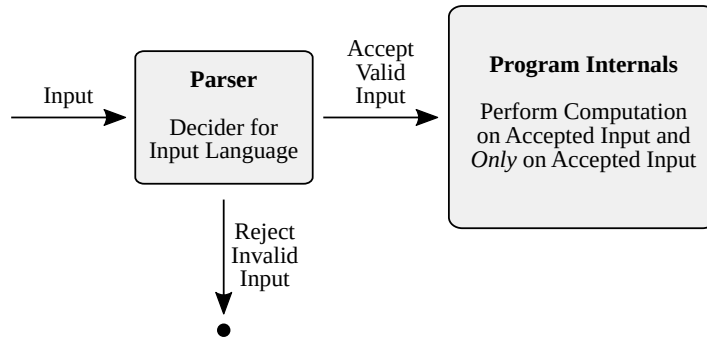 Input
Parser
Decider for
Input Language
Accept
Valid
Input
Program Internals
Perform Computation
on Accepted Input and
Only on Accepted Input
Reject
Invalid
Input